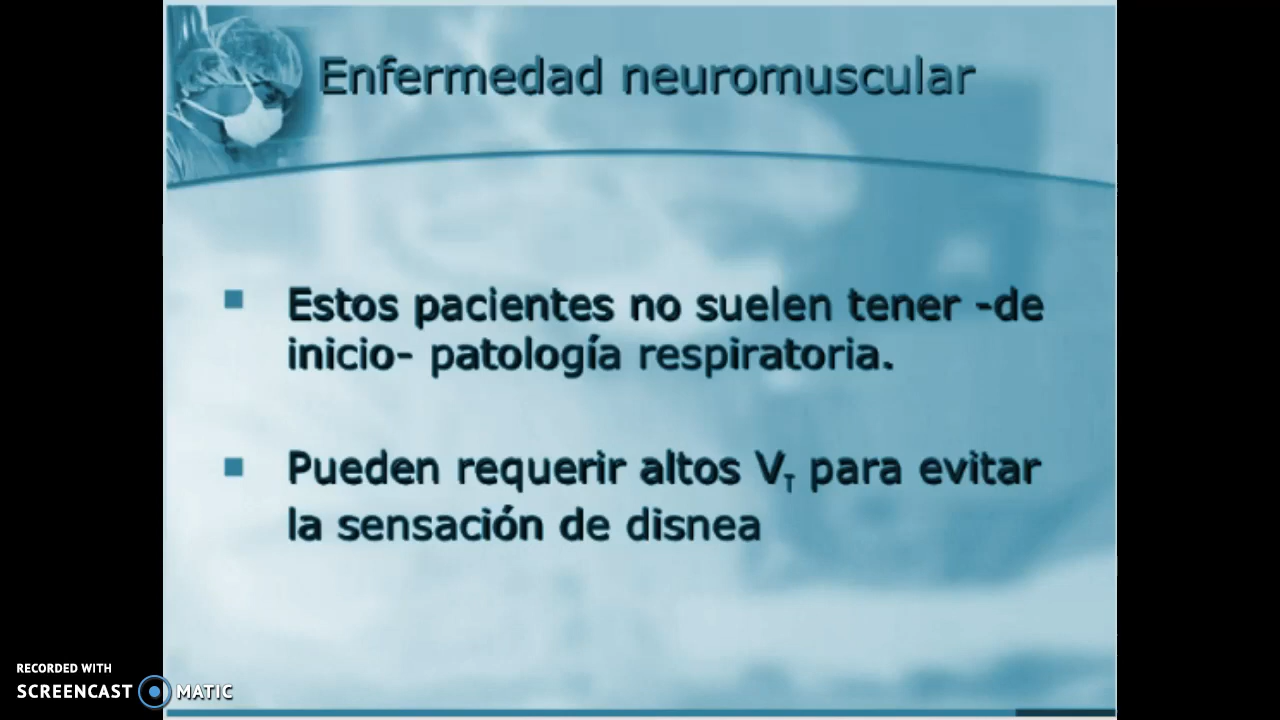 Enfermedad neuromuscular
Estos pacientes no suelen tener -de
inicio- patología respiratoria.
Pueden requerir altos VT para evitar
la sensación de disnea
RECORDED WITH
SCREENCAST MATIC